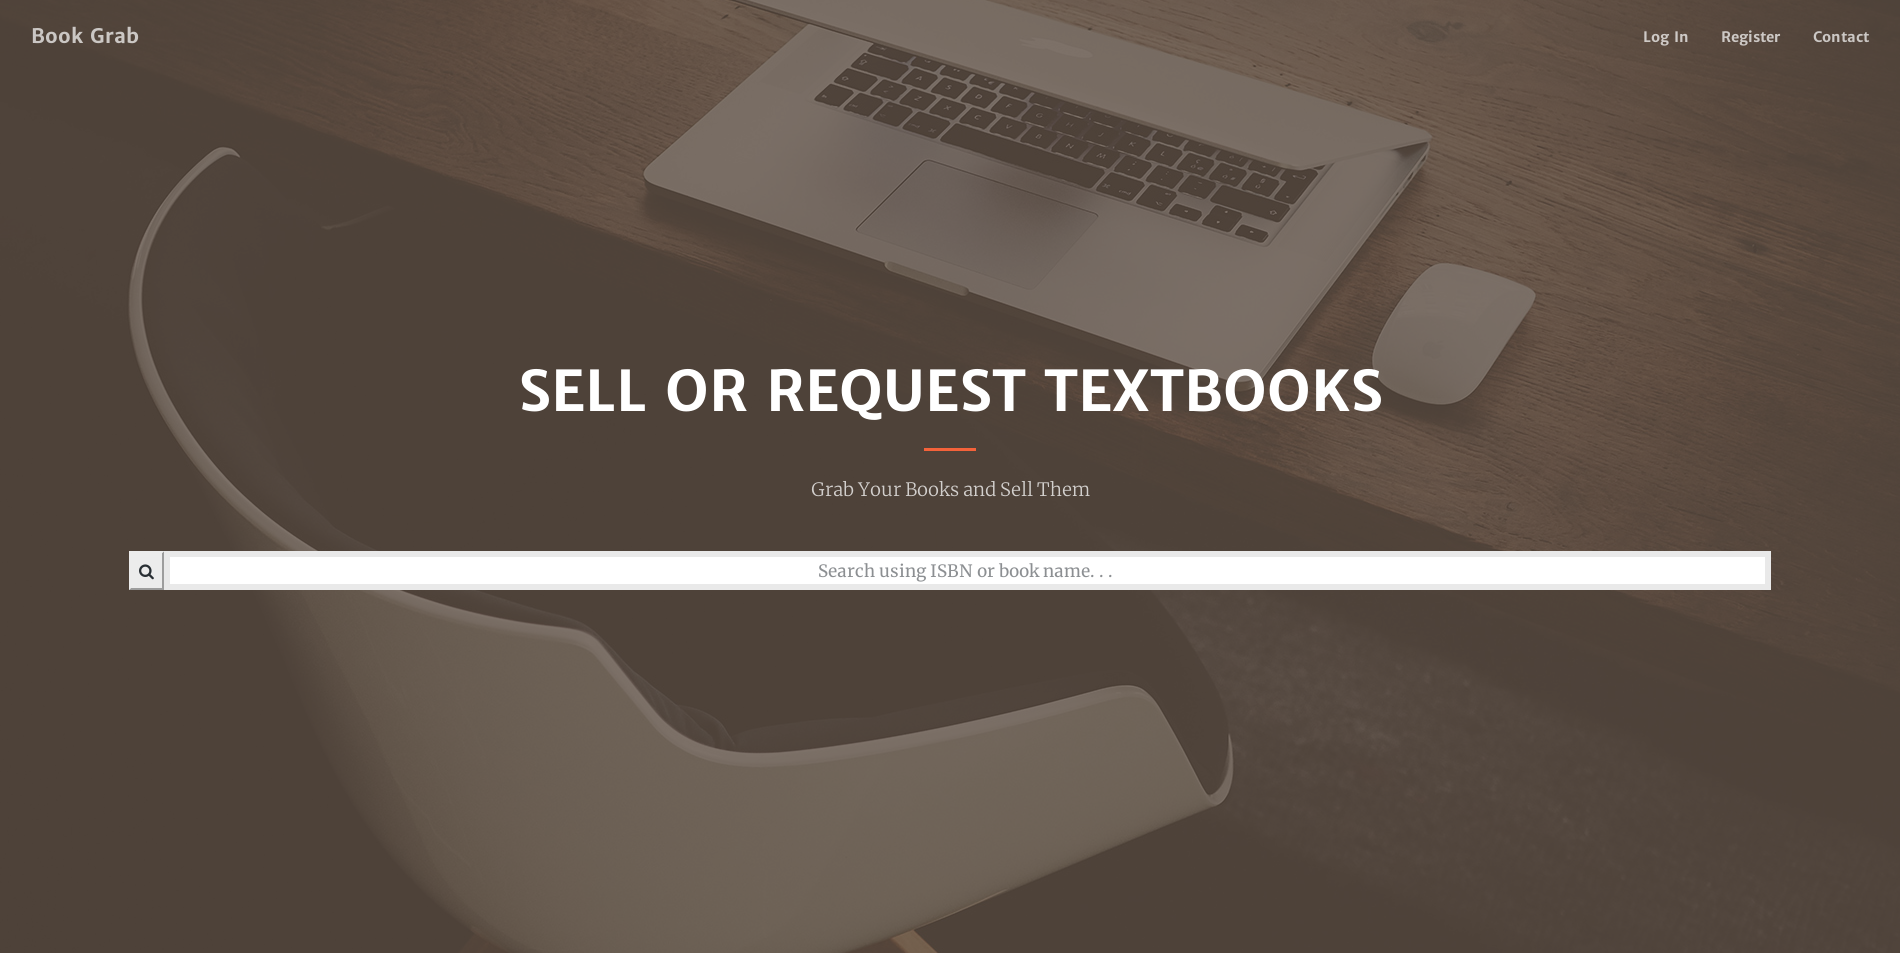 Book Grab
Log In Register Contact
SELL OR REQUEST TEXTBOOKS
Grab Your Books and Sell Them
Search using ISBN or book name. . .